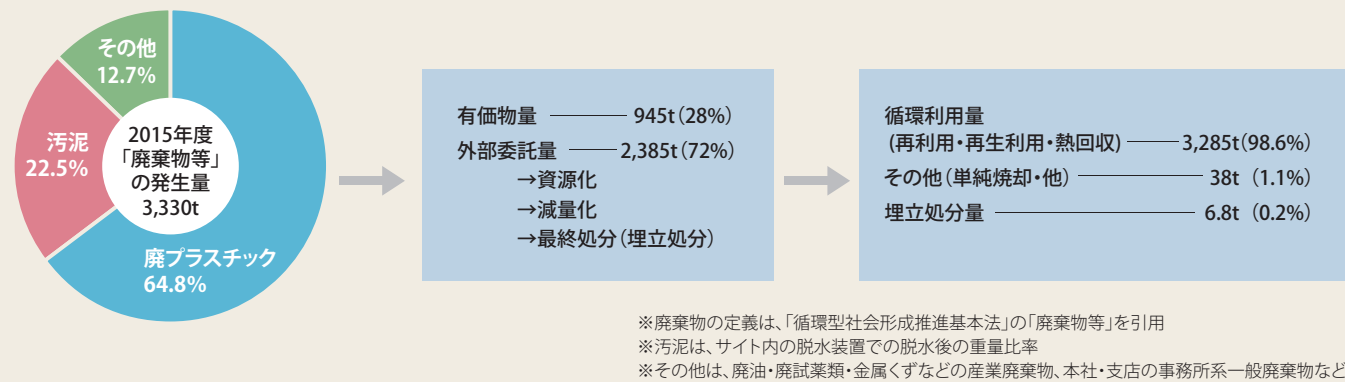 その他
12.7%
汚泥
22.5%
2015年度
「廃棄物等」
の発生量
3,330t
廃プラスチック
64.8%
有価物量 945t(28%)
外部委託量 2,385t(72%)
→資源化
→減量化
→最終処分(埋立処分)
循環利用量
(再利用・再生利用・熱回収) 3,285t(98.6%)
その他(単純焼却・他) 38t (1.1%)
埋立処分量 6.8t (0.2%)
※廃棄物の定義は、「循環型社会形成推進基本法」の「廃棄物等」を引用
※汚泥は、サイト内の脱水装置での脱水後の重量比率
※その他は、廃油・廃試薬類・金属くずなどの産業廃棄物、本社・支店の事務所系一般廃棄物など